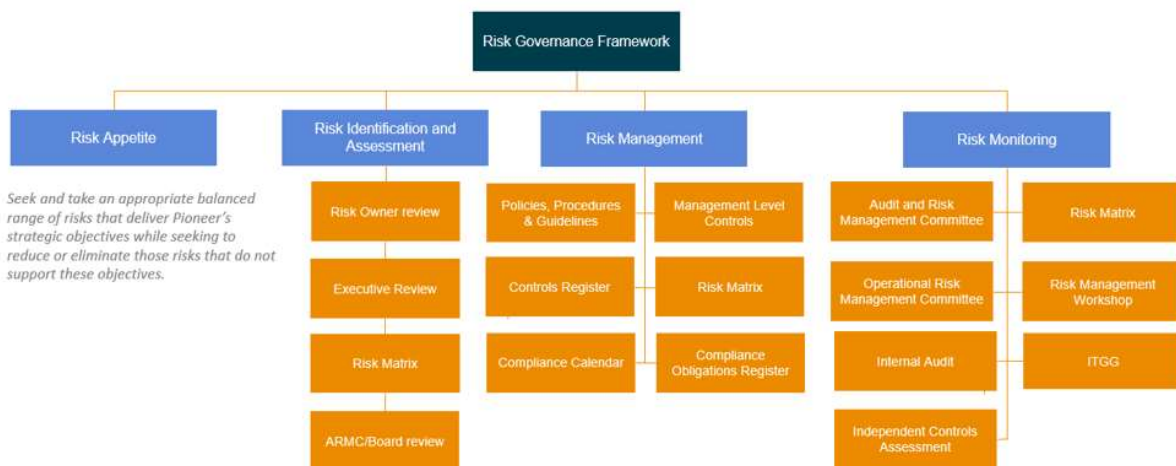 Risk Governance Framework
Risk Appetite
Seek and take an appropriate balanced
range of risks that deliver Pioneer's
strategic objectives while seeking to
reduce or eliminate those risks that do not
support these objectives.
Risk Identification and
Assessment
Risk Owner review
Executive Review
Risk Matrix
ARMC/Board review
Risk Management
Policies, Procedures
& Guidelines
Management Level
Controls
Controls Register
Risk Matrix
Compliance Calendar
Compliance
Obligations Register
Risk Monitoring
Audit and Risk
Management Committee
Risk Matrix
Operational Risk
Management Committee
Risk Management
Workshop
Internal Audit
ITGG
Independent Controls
Assessment